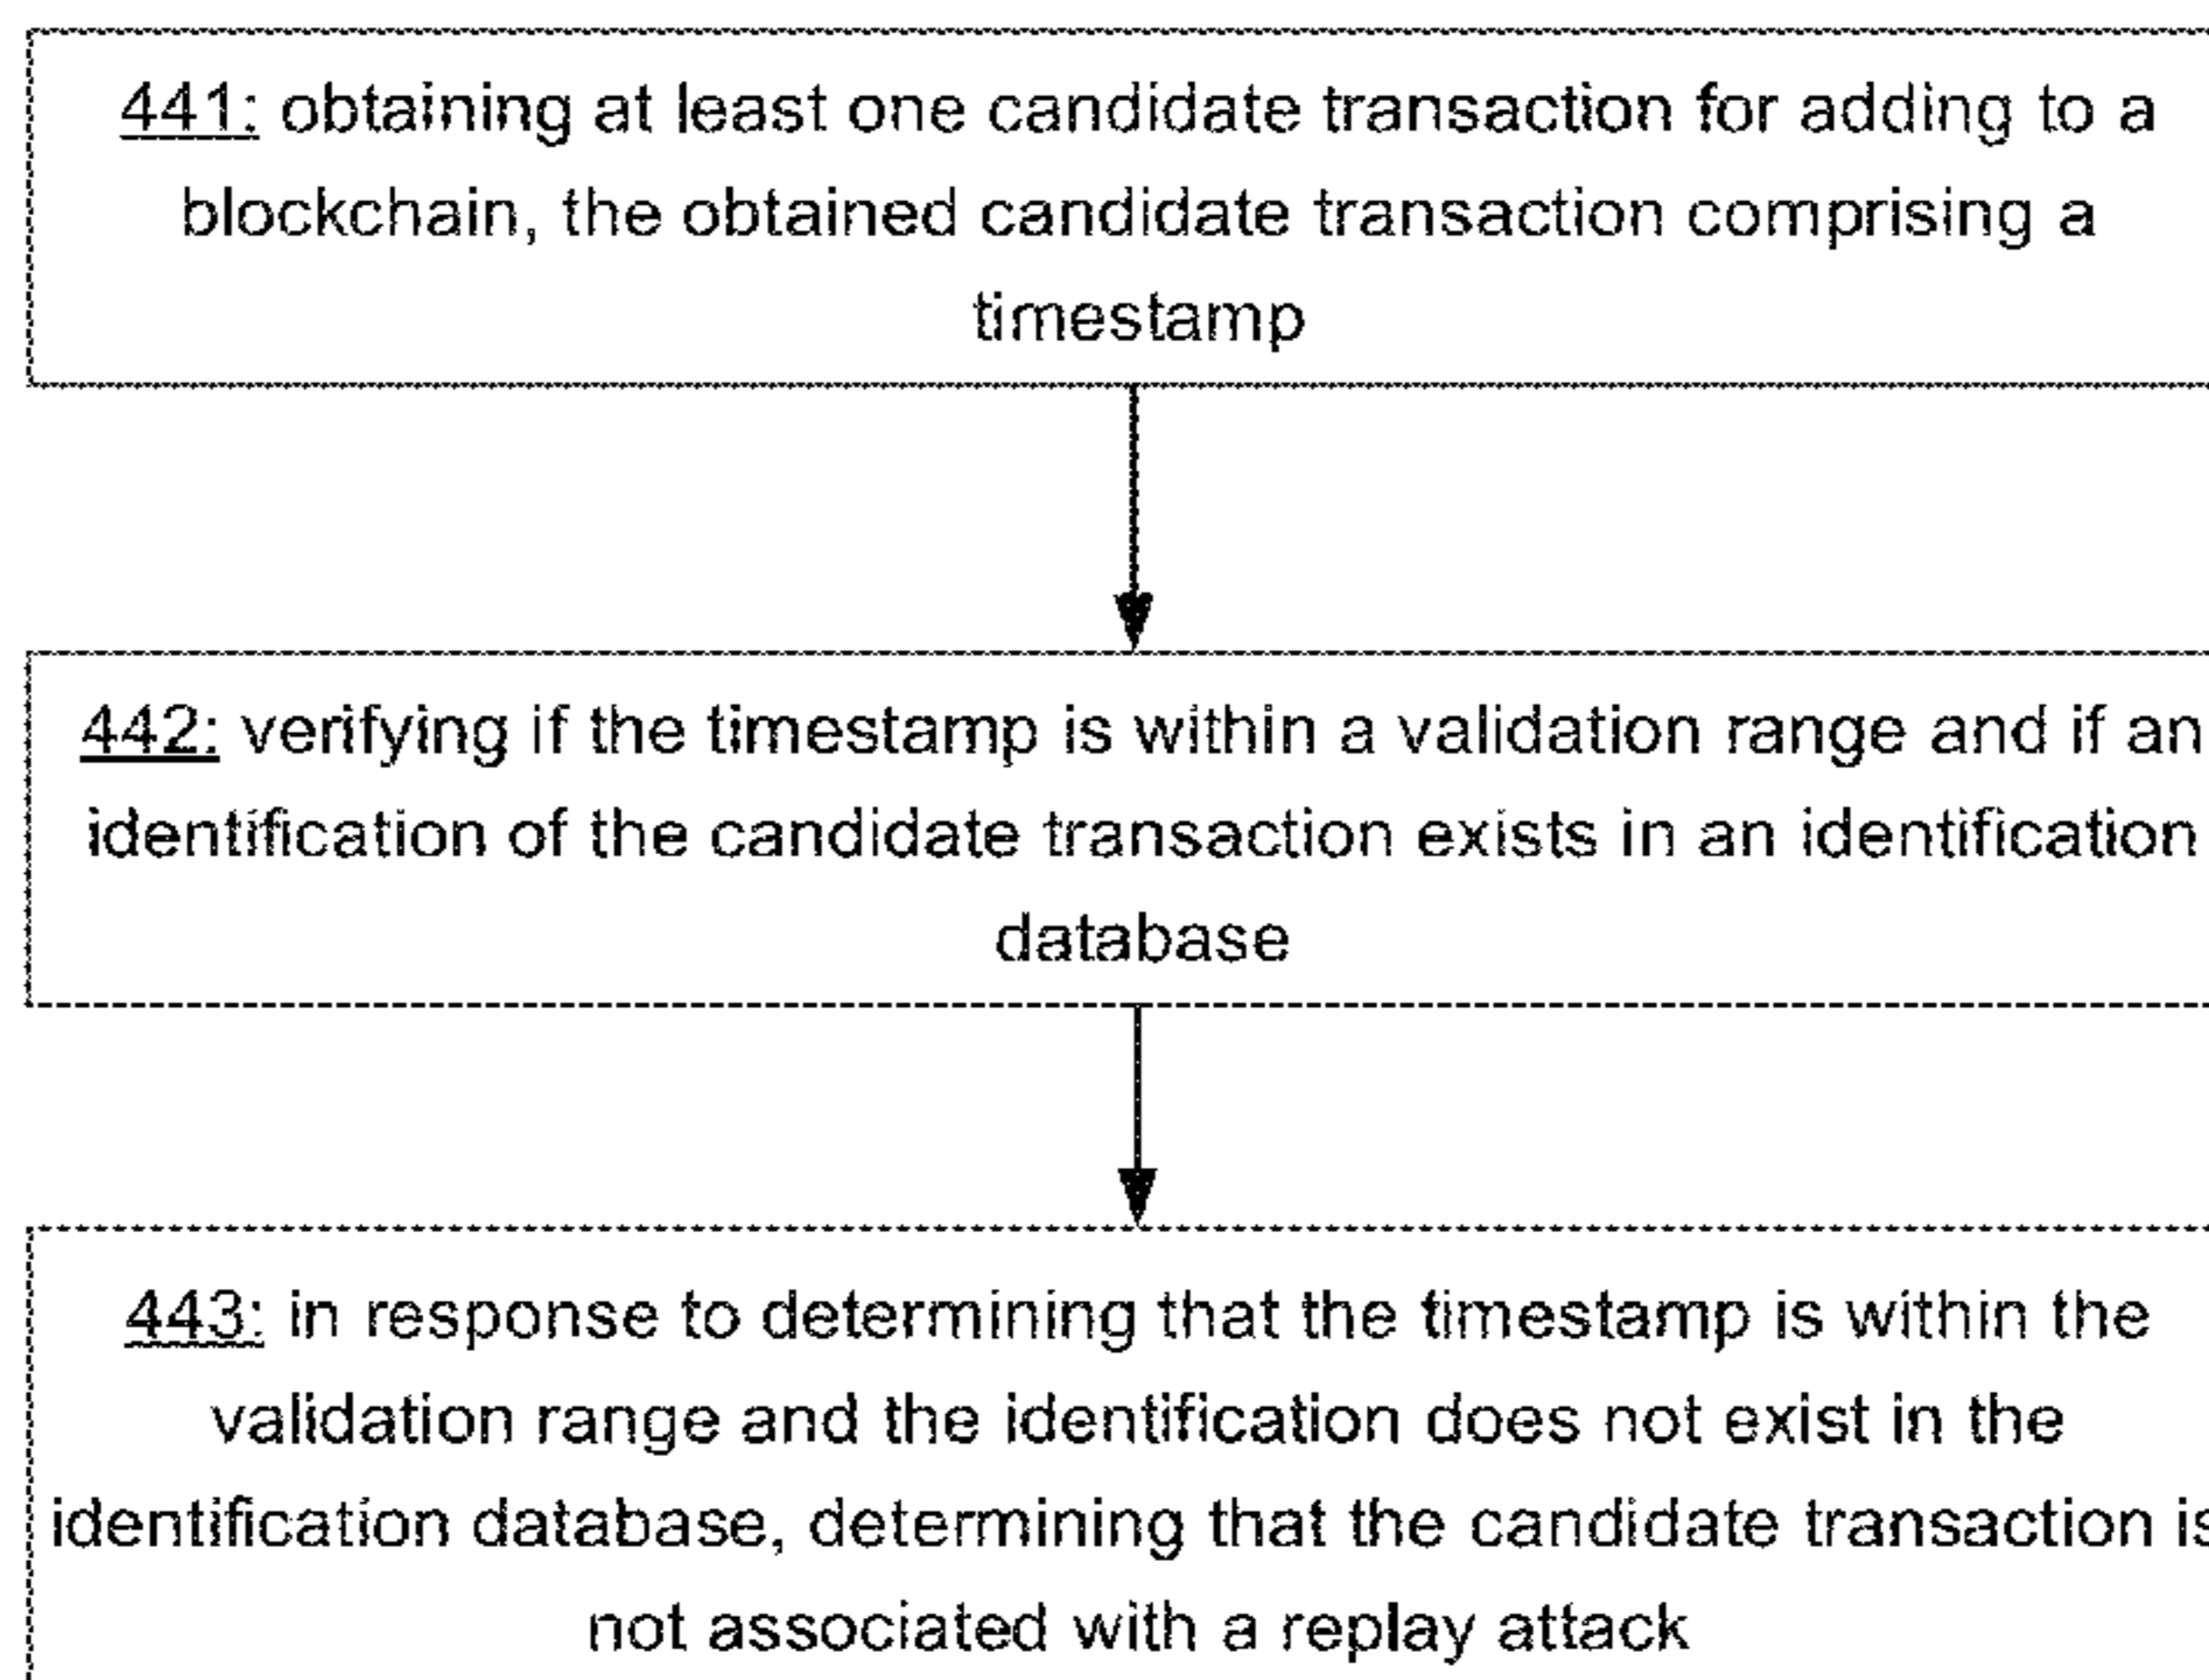 441: obtaining at least one candidate transaction for adding to a
blockchain, the obtained candidate transaction comprising a
timestamp
442: verifying if the timestamp is within a validation range and if an
identification of the candidate transaction exists in an identification
database
443: in response to determining that the timestamp is within the
validation range and the identification does not exist in the
identification database, determining that the candidate transaction is
not associated with a replay attack